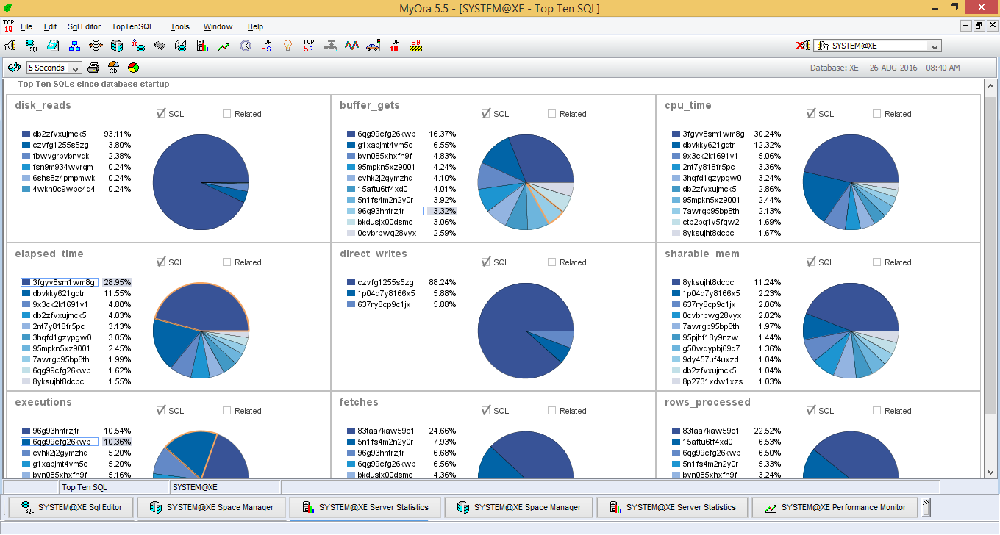 MyOra 5.5 - [SYSTEM@XE - Top Ten SQL]
TOP 10 File Edit Sql Editor TopTenSQL Tools Window Help
SQL TOP 5S TOP 5R TOP 10 SB SYSTEM@XE
5 Seconds 3D Database: XE 26-AUG-2016 08:40 AM
Top Ten SQLs since database startup
disk_reads
SQL Related
db2zfvxujmck5 93.11%
czvfg1255s5zg 3.80%
fbwvgrbvbnvqk 2.38%
fsn9m934wvrqm 0.24%
6shs8z4pmpmwk 0.24%
4wkn0c9wpc4q4 0.24%
buffer_gets
SQL Related
6qg99cfg26kwb 16.37%
g1xapjmt4vm5c 6.55%
bvn085xhxfn9f 4.83%
95mpkn5xz9001 4.24%
cvhk2j2gymzhd 4.10%
15aftu6tf4xd0 4.01%
5n1fs4m2n2y0r 3.92%
96g93hntrzjtr 3.32%
bkdusjx00dsmc 3.06%
0cvbrbwg28vyx 2.59%
cpu_time
SQL Related
3fgyv8sm1wm8g 30.24%
dbvkky621gqtr 12.32%
9x3ck2k1691v1 5.06%
2nt7y818fr5pc 3.36%
3hqfd1gzypgw0 3.24%
db2zfvxujmck5 2.86%
95mpkn5xz9001 2.44%
7awrgb95bp8th 2.13%
ctp2bq1v5fgw2 1.69%
8yksujht8dcpc 1.67%
elapsed_time
SQL Related
3fgyv8sm1wm8g 28.95%
dbvkky621gqtr 11.55%
9x3ck2k1691v1 4.80%
db2zfvxujmck5 4.03%
2nt7y818fr5pc 3.13%
3hqfd1gzypgw0 3.05%
95mpkn5xz9001 2.45%
7awrgb95bp8th 1.99%
6qg99cfg26kwb 1.62%
8yksujht8dcpc 1.55%
direct_writes
SQL Related
czvfg1255s5zg 88.24%
1p04d7y8166x5 5.88%
637ry8cp9c1jx 5.88%
sharable_mem
SQL Related
8yksujht8dcpc 11.24%
1p04d7y8166x5 2.23%
637ry8cp9c1jx 2.06%
0cvbrbwg28vyx 2.02%
7awrgb95bp8th 1.97%
95pjhf18y9nzw 1.44%
g50wqypbj69d7 1.36%
9dy457uf4uxzd 1.04%
db2zfvxujmck5 1.04%
8p2731xdw1xzs 1.03%
executions
SQL Related
96g93hntrzjtr 10.54%
6qg99cfg26kwb 10.36%
cvhk2j2gymzhd 5.20%
g1xapjmt4vm5c 5.20%
bvn085xhxfn9f 5.16%
fetches
SQL Related
83taa7kaw59c1 24.66%
5n1fs4m2n2y0r 7.93%
96g93hntrzjtr 6.68%
6qg99cfg26kwb 6.56%
bkdusjx00dsmc 4.36%
rows_processed
SQL Related
83taa7kaw59c1 22.52%
15aftu6tf4xd0 6.53%
6qg99cfg26kwb 6.50%
5n1fs4m2n2y0r 5.33%
bvn085xhxfn9f 3.24%
Top Ten SQL SYSTEM@XE
SQL SYSTEM@XE Sql Editor SYSTEM@XE Space Manager SYSTEM@XE Server Statistics SYSTEM@XE Space Manager SYSTEM@XE Server Statistics SYSTEM@XE Performance Monitor